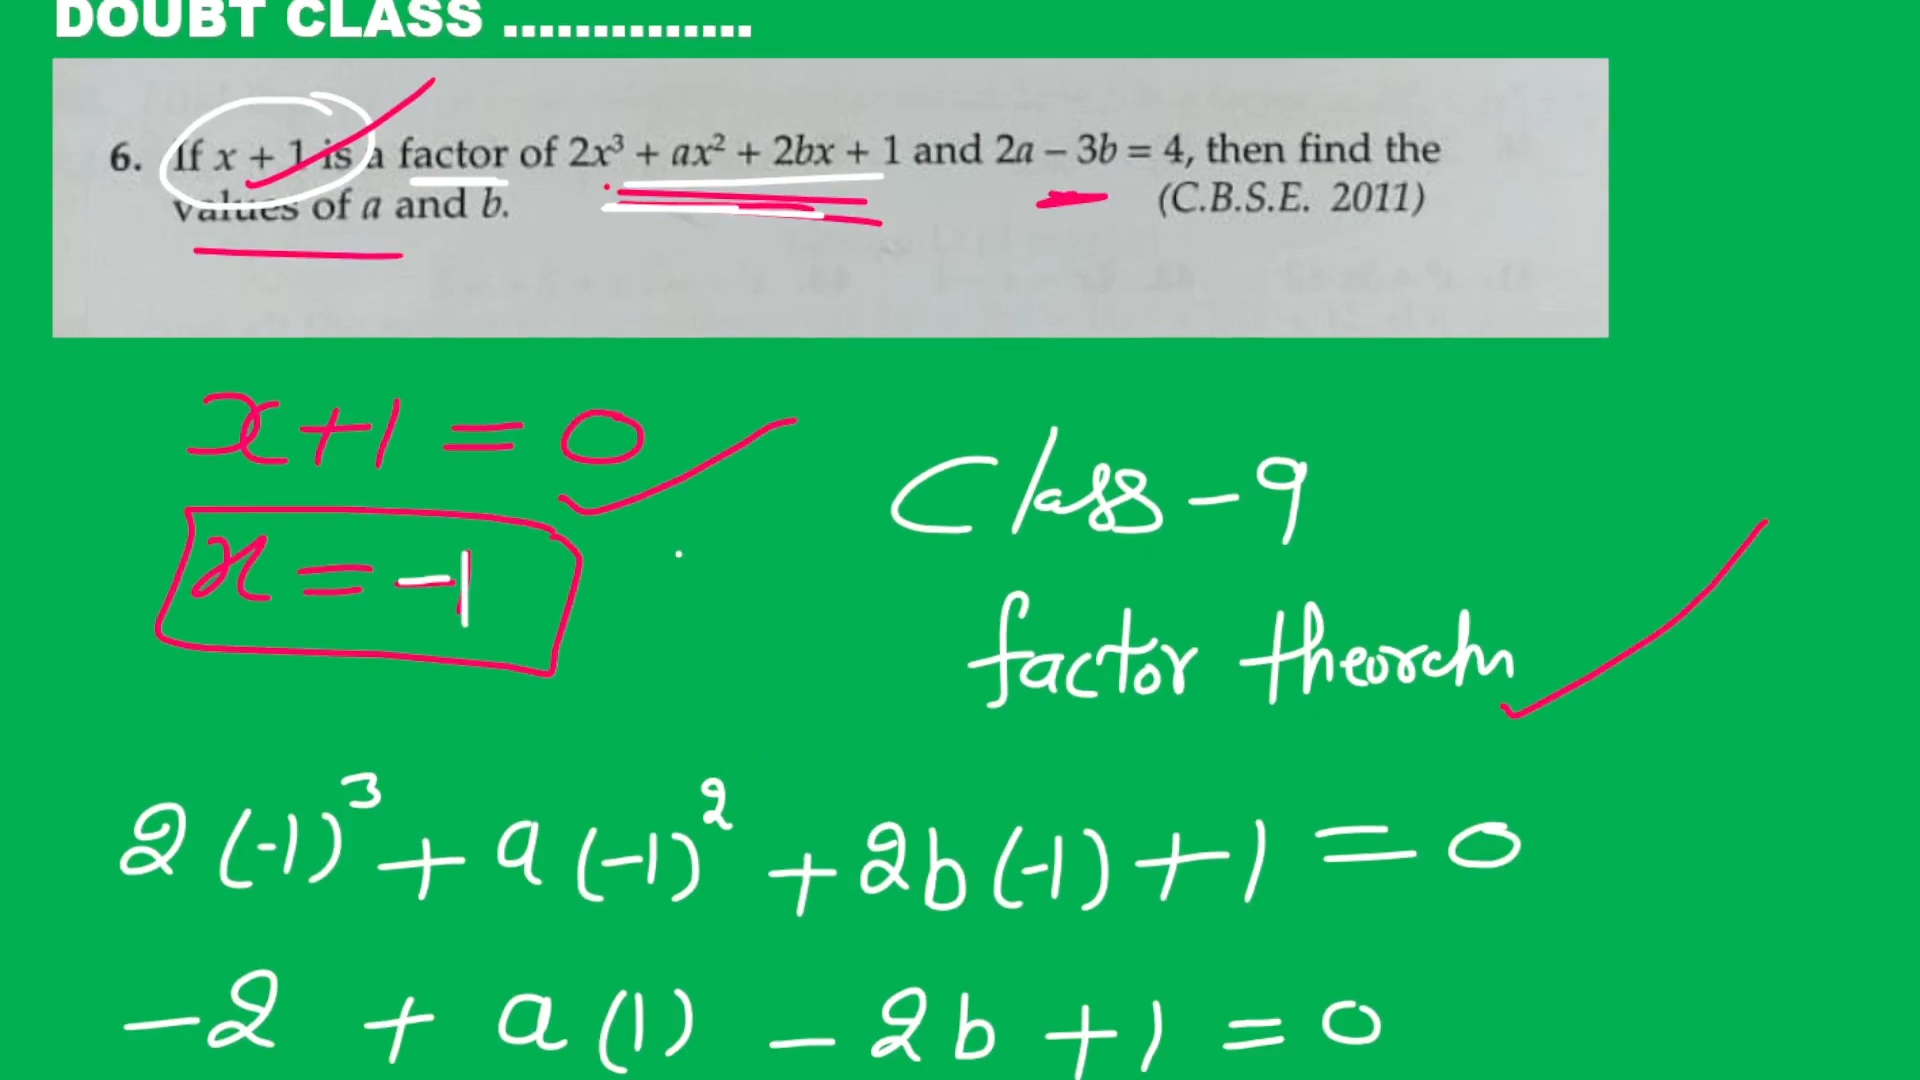 DOUBT CLASS ..............
6. If x + 1 is a factor of 2x³ + ax² + 2bx + 1 and 2a – 3b = 4, then find the
values of a and b. (C.B.S.E. 2011)
x+1 = 0
x = -1
Class-9
factor theorem
2(-1)³ + a(-1)² + 2b(-1) + 1 = 0
-2 + a(1) - 2b + 1 = 0